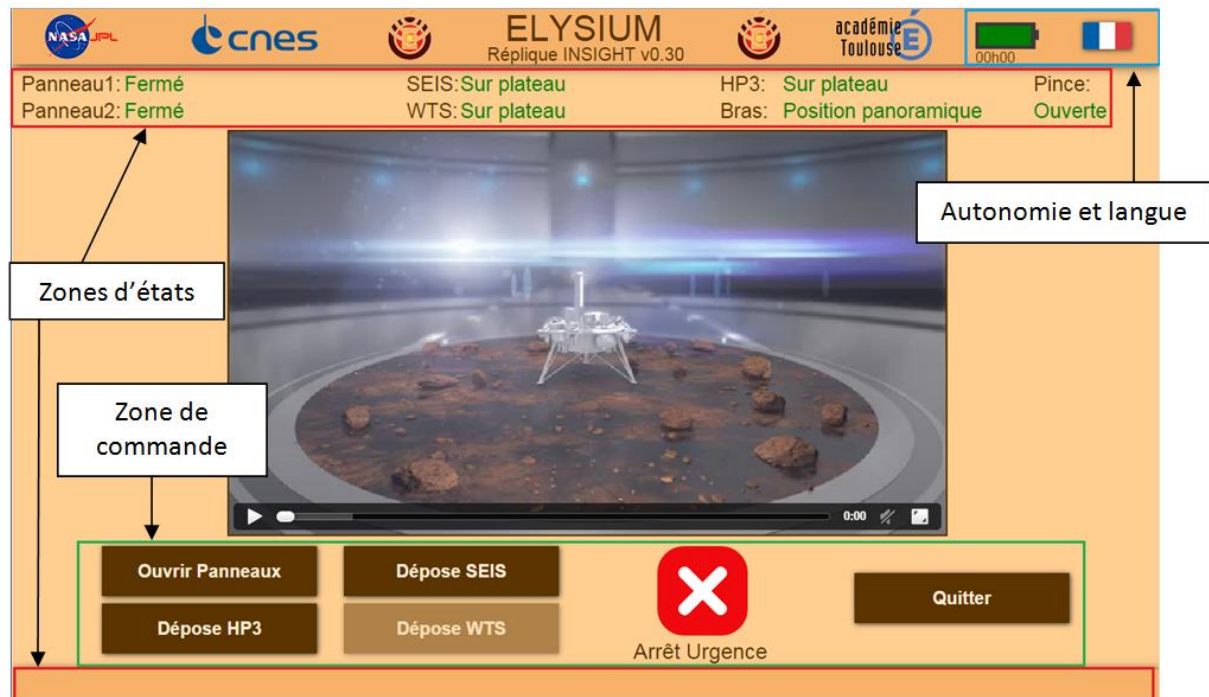 NASA JPL
cnes
ELYSIUM
Réplique INSIGHT v0.30
académie
Toulouse
É
00h00
Panneau1: Fermé
SEIS: Sur plateau
HP3: Sur plateau
Pince:
Panneau2: Fermé
WTS: Sur plateau
Bras: Position panoramique
Ouverte
Autonomie et langue
Zones d'états
Zone de
commande
0:00
Ouvrir Panneaux
Dépose SEIS
Quitter
Dépose HP3
Dépose WTS
Arrêt Urgence